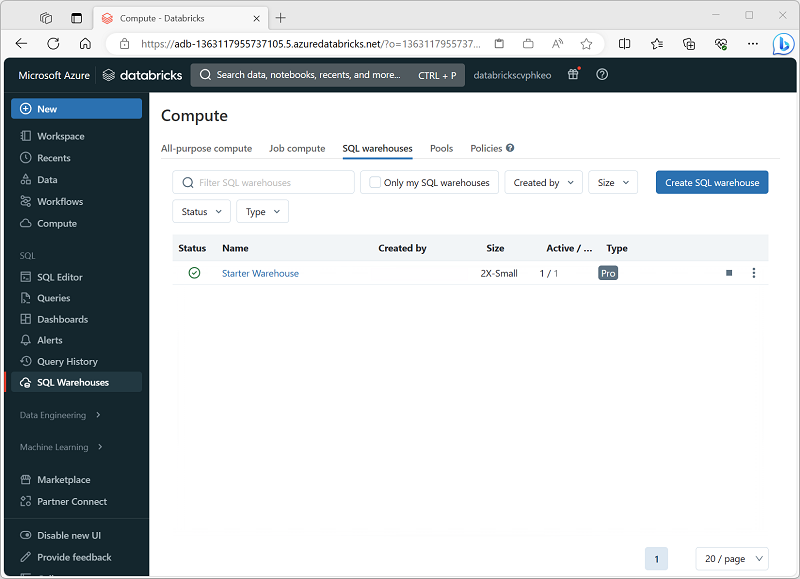 Compute - Databricks
https://adb-1363117955737105.5.azuredatabricks.net/?o=1363117955737...
Microsoft Azure databricks Search data, notebooks, recents, and more... CTRL + P databrickscvphkeo
New
Workspace
Recents
Data
Workflows
Compute
SQL
SQL Editor
Queries
Dashboards
Alerts
Query History
SQL Warehouses
Data Engineering
Machine Learning
Marketplace
Partner Connect
Disable new UI
Provide feedback
Compute
All-purpose compute Job compute SQL warehouses Pools Policies
Filter SQL warehouses Only my SQL warehouses Created by Size Create SQL warehouse
Status Type
Status Name Created by Size Active / ... Type
Starter Warehouse 2X-Small 1 / 1 Pro
1 20 / page